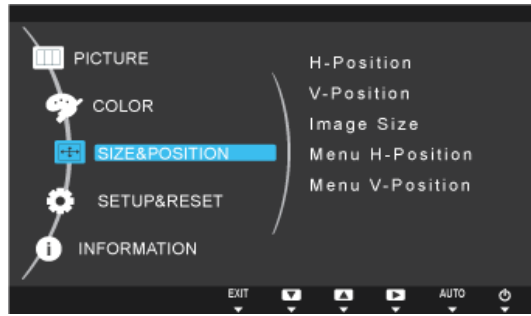 PICTURE
COLOR
SIZE&POSITION
SETUP&RESET
INFORMATION
H-Position
V-Position
Image Size
Menu H-Position
Menu V-Position
EXIT AUTO